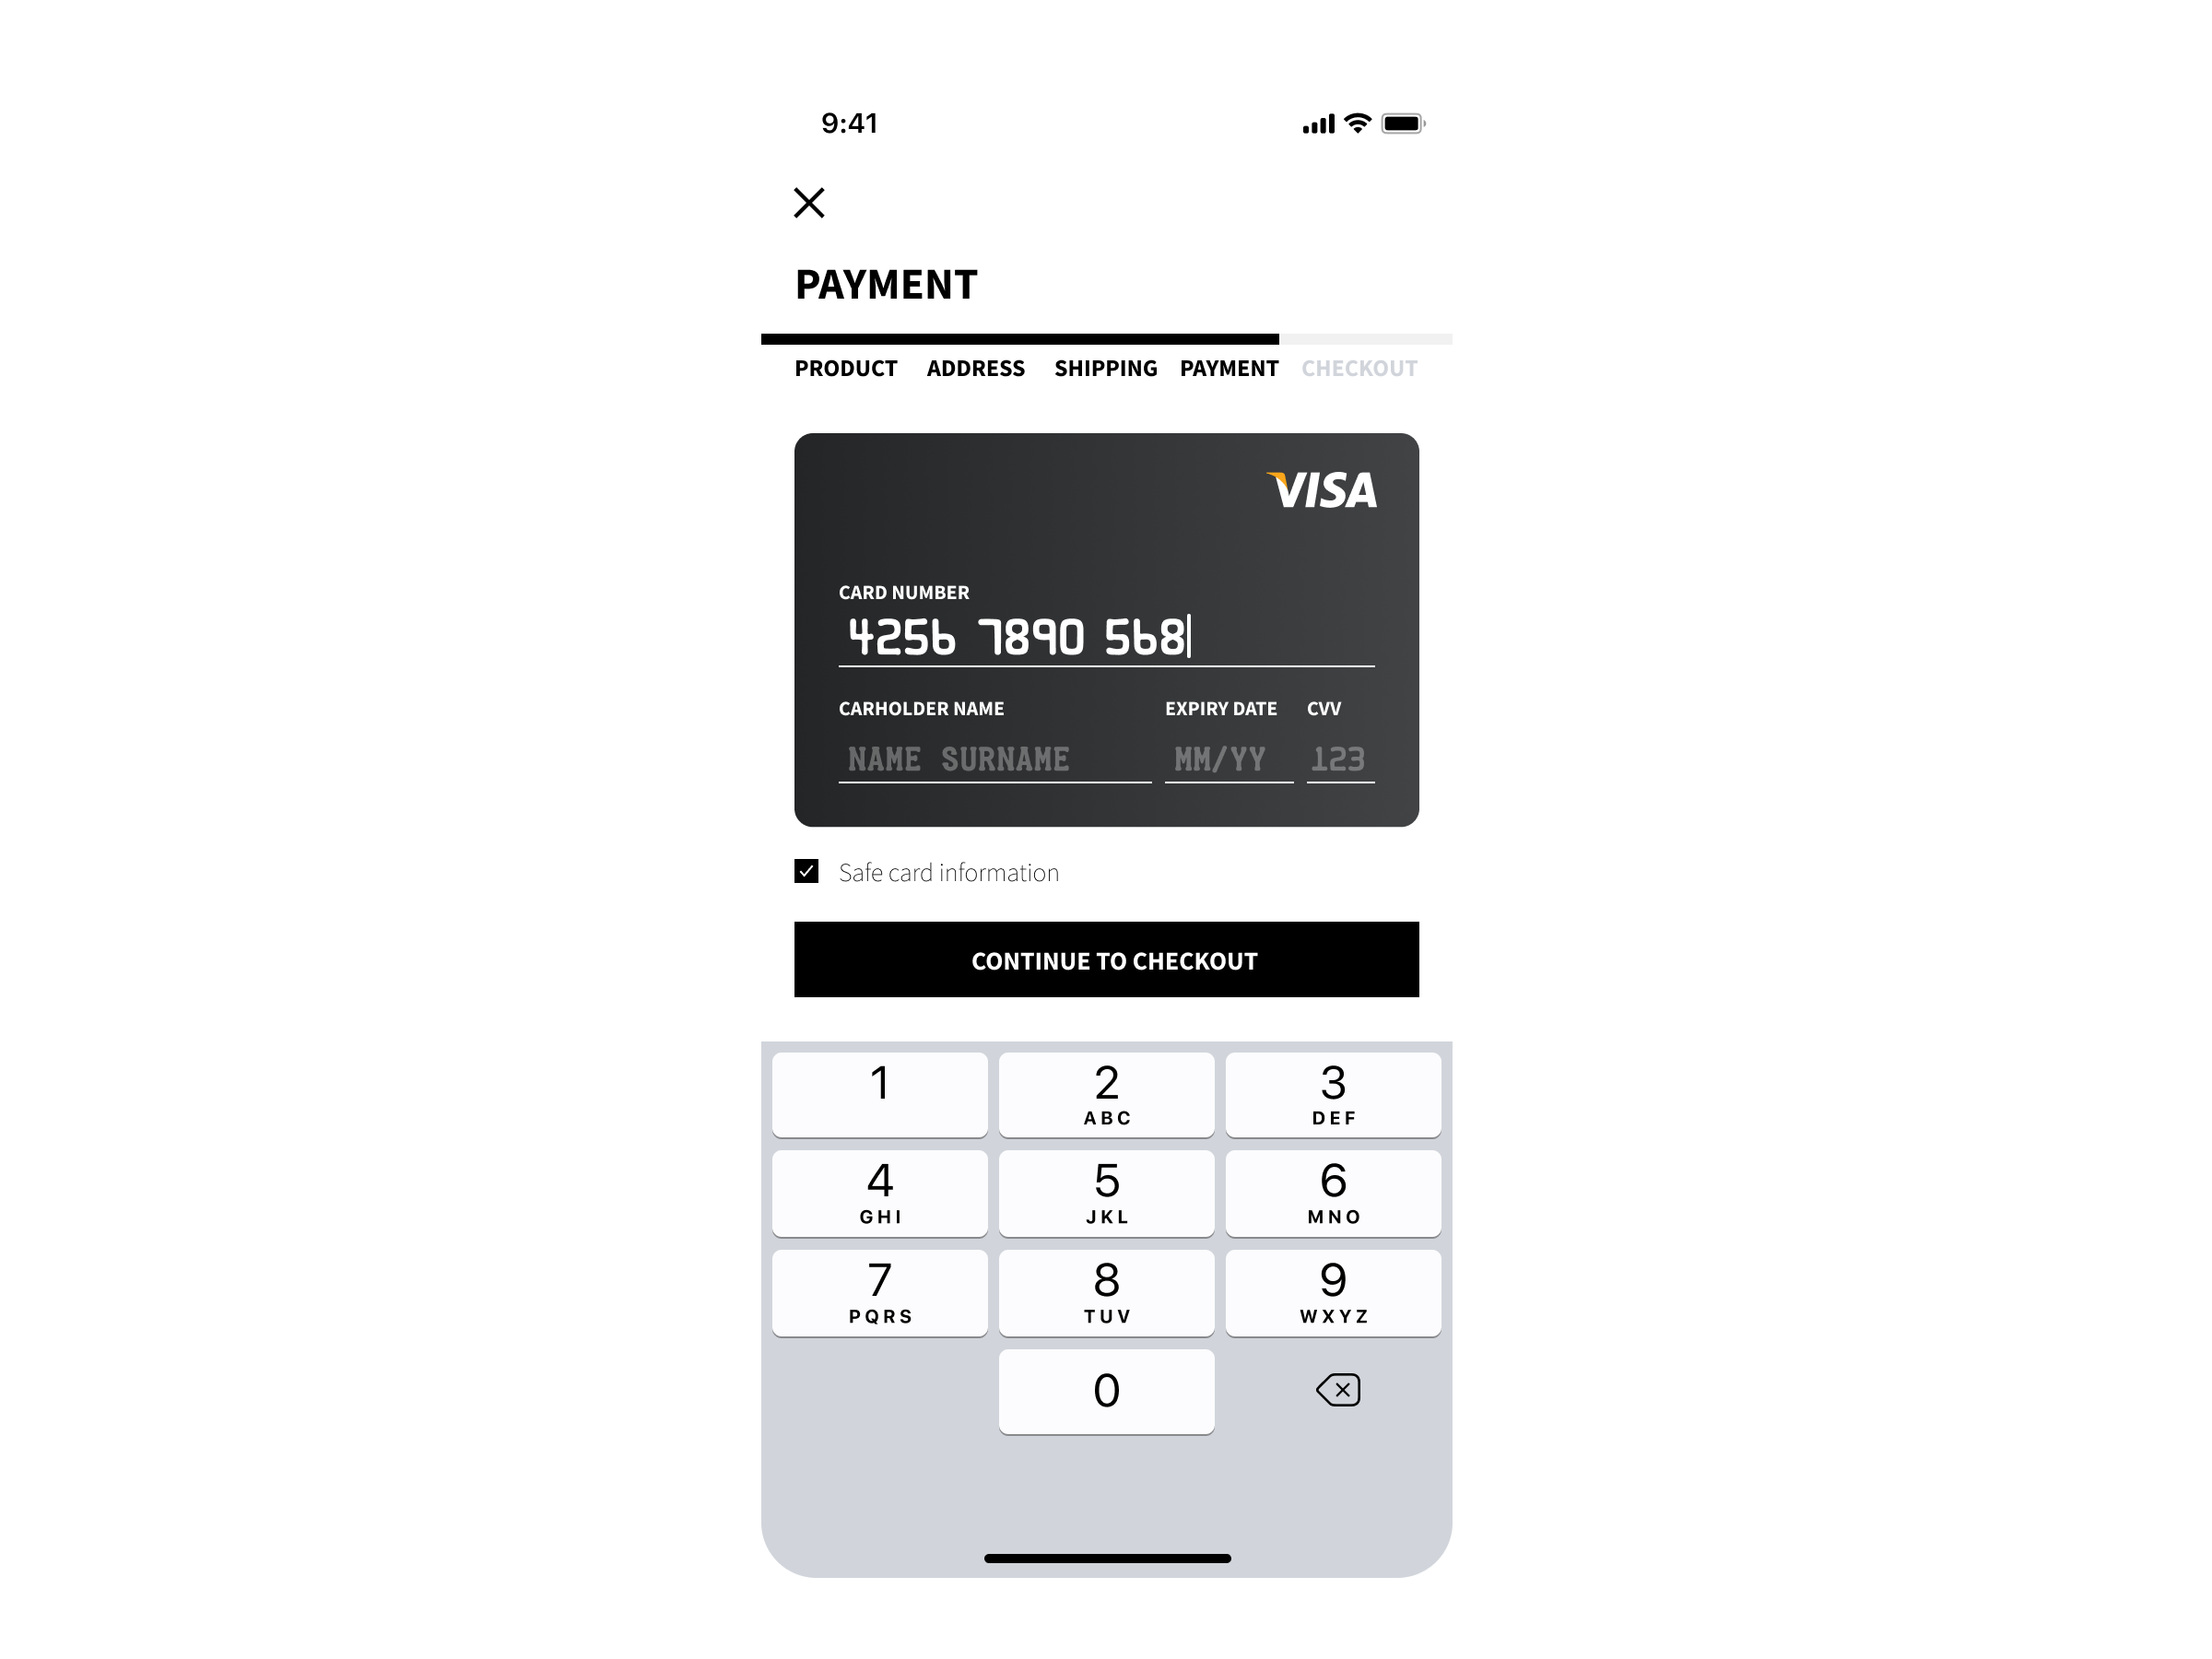 9:41
PAYMENT
PRODUCT ADDRESS SHIPPING PAYMENT CHECKOUT
VISA
CARD NUMBER
4256 7890 568
CARHOLDER NAME EXPIRY DATE CVV
NAME SURNAME MM/YY 123
Safe card information
CONTINUE TO CHECKOUT
1 2 3
ABC DEF
4 5 6
GHI JKL MNO
7 8 9
PQRS TUV WXYZ
0